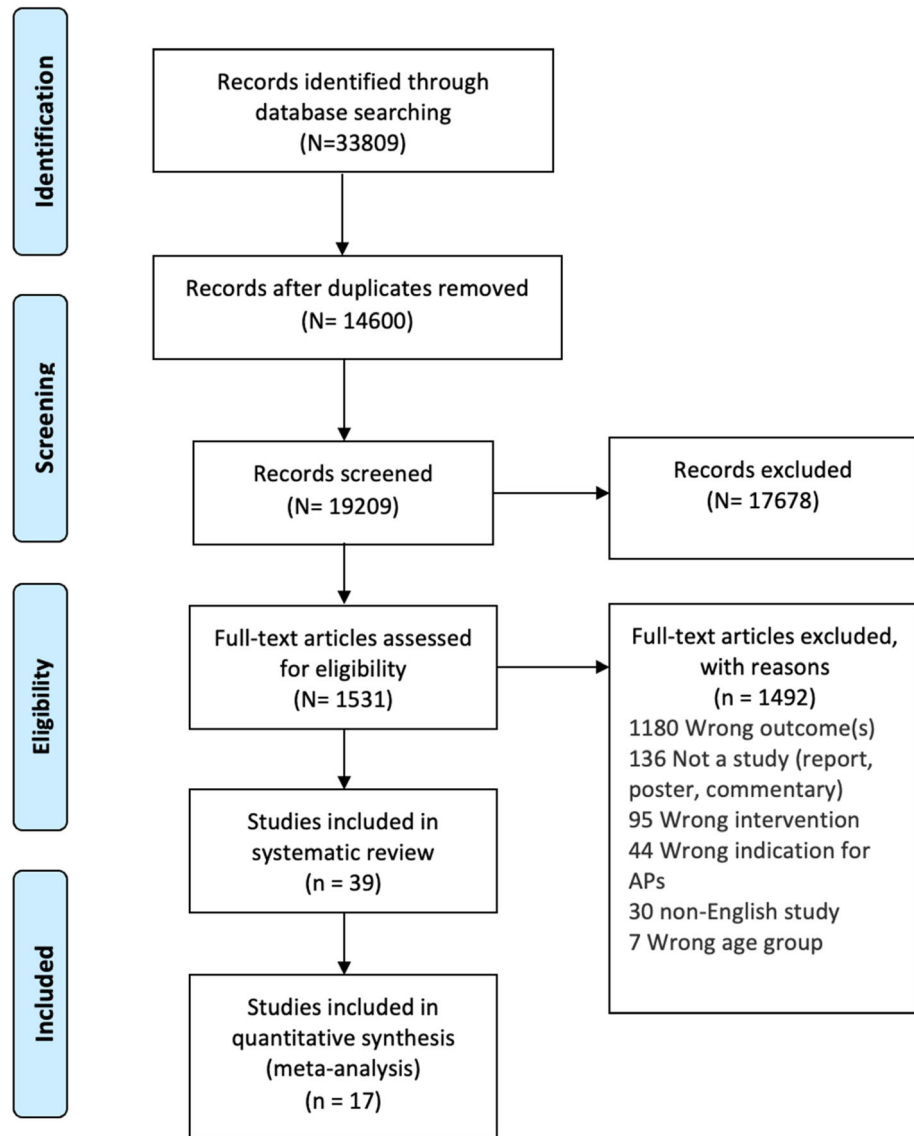 Identification
Records identified through
database searching
(N=33809)
Records after duplicates removed
(N= 14600)
Screening
Records screened
(N= 19209)
Records excluded
(N= 17678)
Eligibility
Full-text articles assessed
for eligibility
(N= 1531)
Full-text articles excluded,
with reasons
(n = 1492)
1180 Wrong outcome(s)
136 Not a study (report,
poster, commentary)
95 Wrong intervention
44 Wrong indication for
APs
30 non-English study
7 Wrong age group
Studies included in
systematic review
(n = 39)
Included
Studies included in
quantitative synthesis
(meta-analysis)
(n = 17)